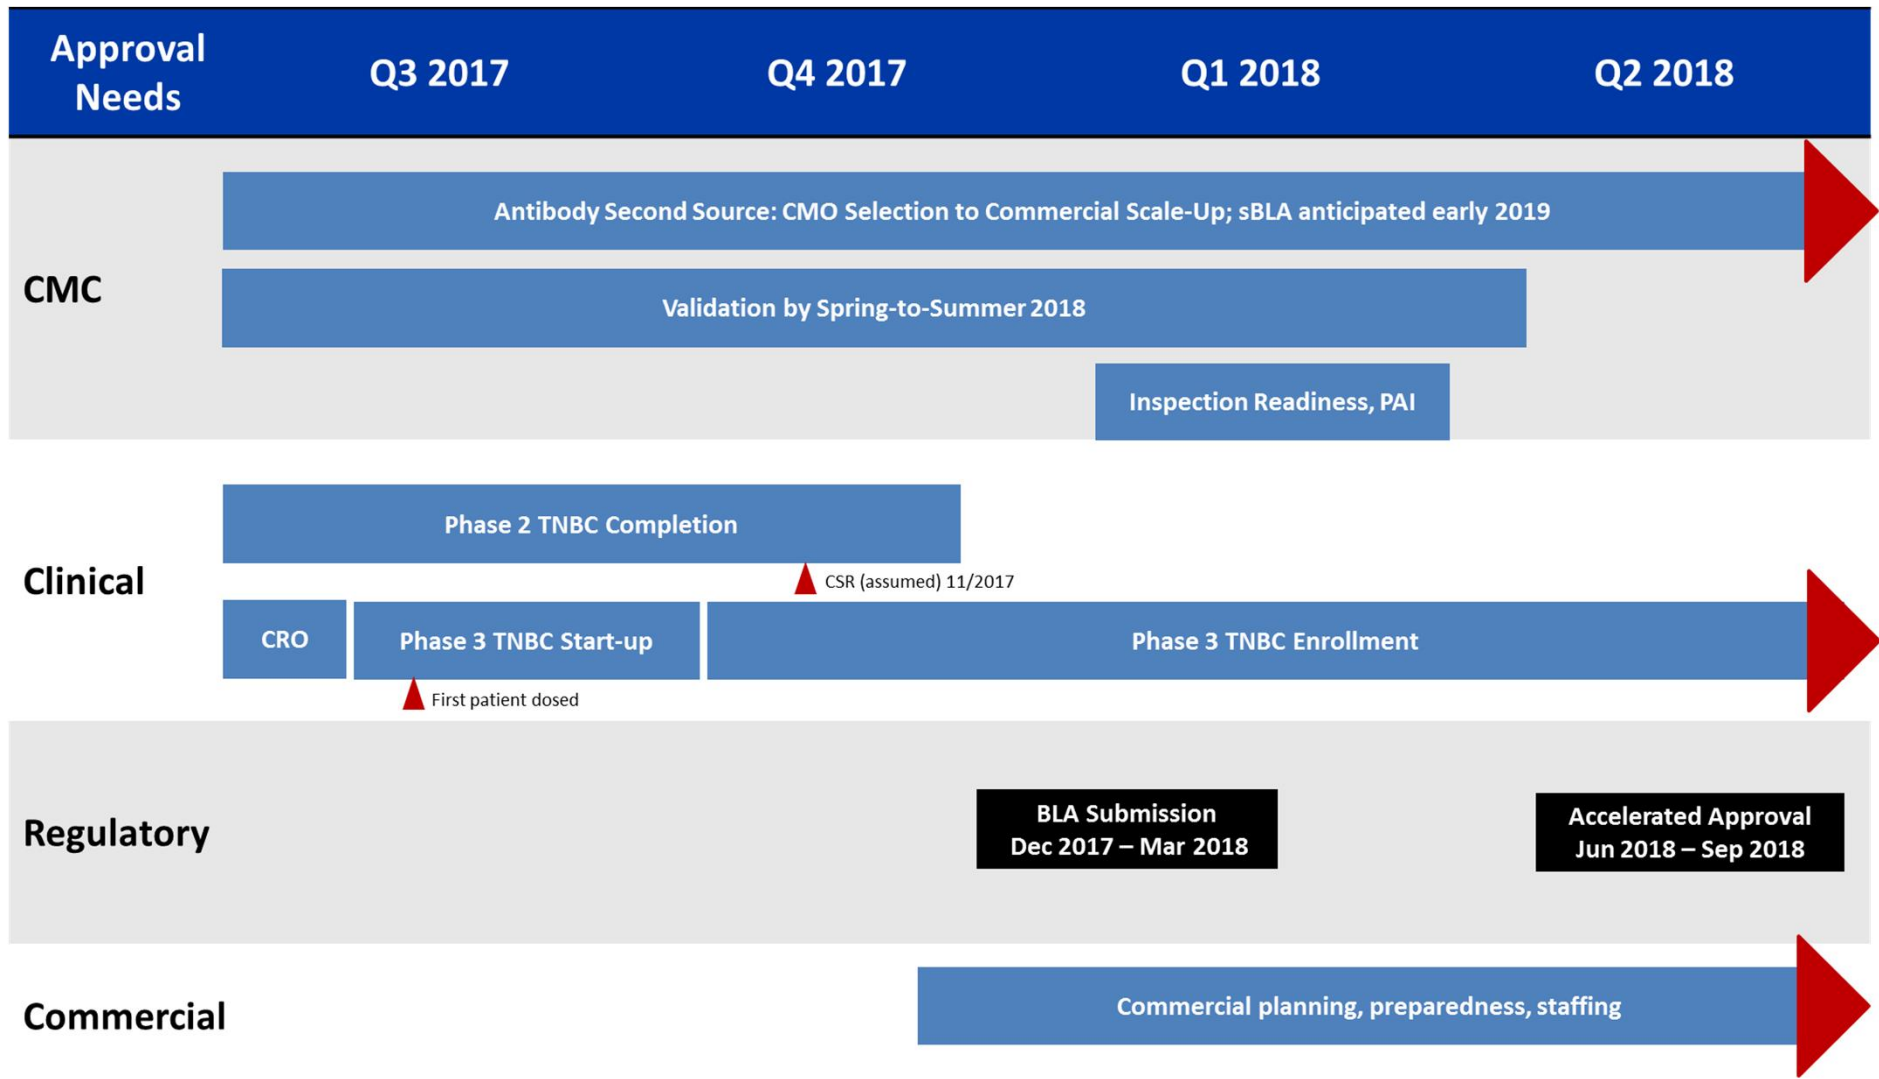 Approval
Needs
Q3 2017
Q4 2017
Q1 2018
Q2 2018
CMC
Antibody Second Source: CMO Selection to Commercial Scale-Up; sBLA anticipated early 2019
Validation by Spring-to-Summer 2018
Inspection Readiness, PAI
Clinical
Phase 2 TNBC Completion
CSR (assumed) 11/2017
CRO
Phase 3 TNBC Start-up
Phase 3 TNBC Enrollment
First patient dosed
Regulatory
BLA Submission
Dec 2017 – Mar 2018
Accelerated Approval
Jun 2018 – Sep 2018
Commercial
Commercial planning, preparedness, staffing